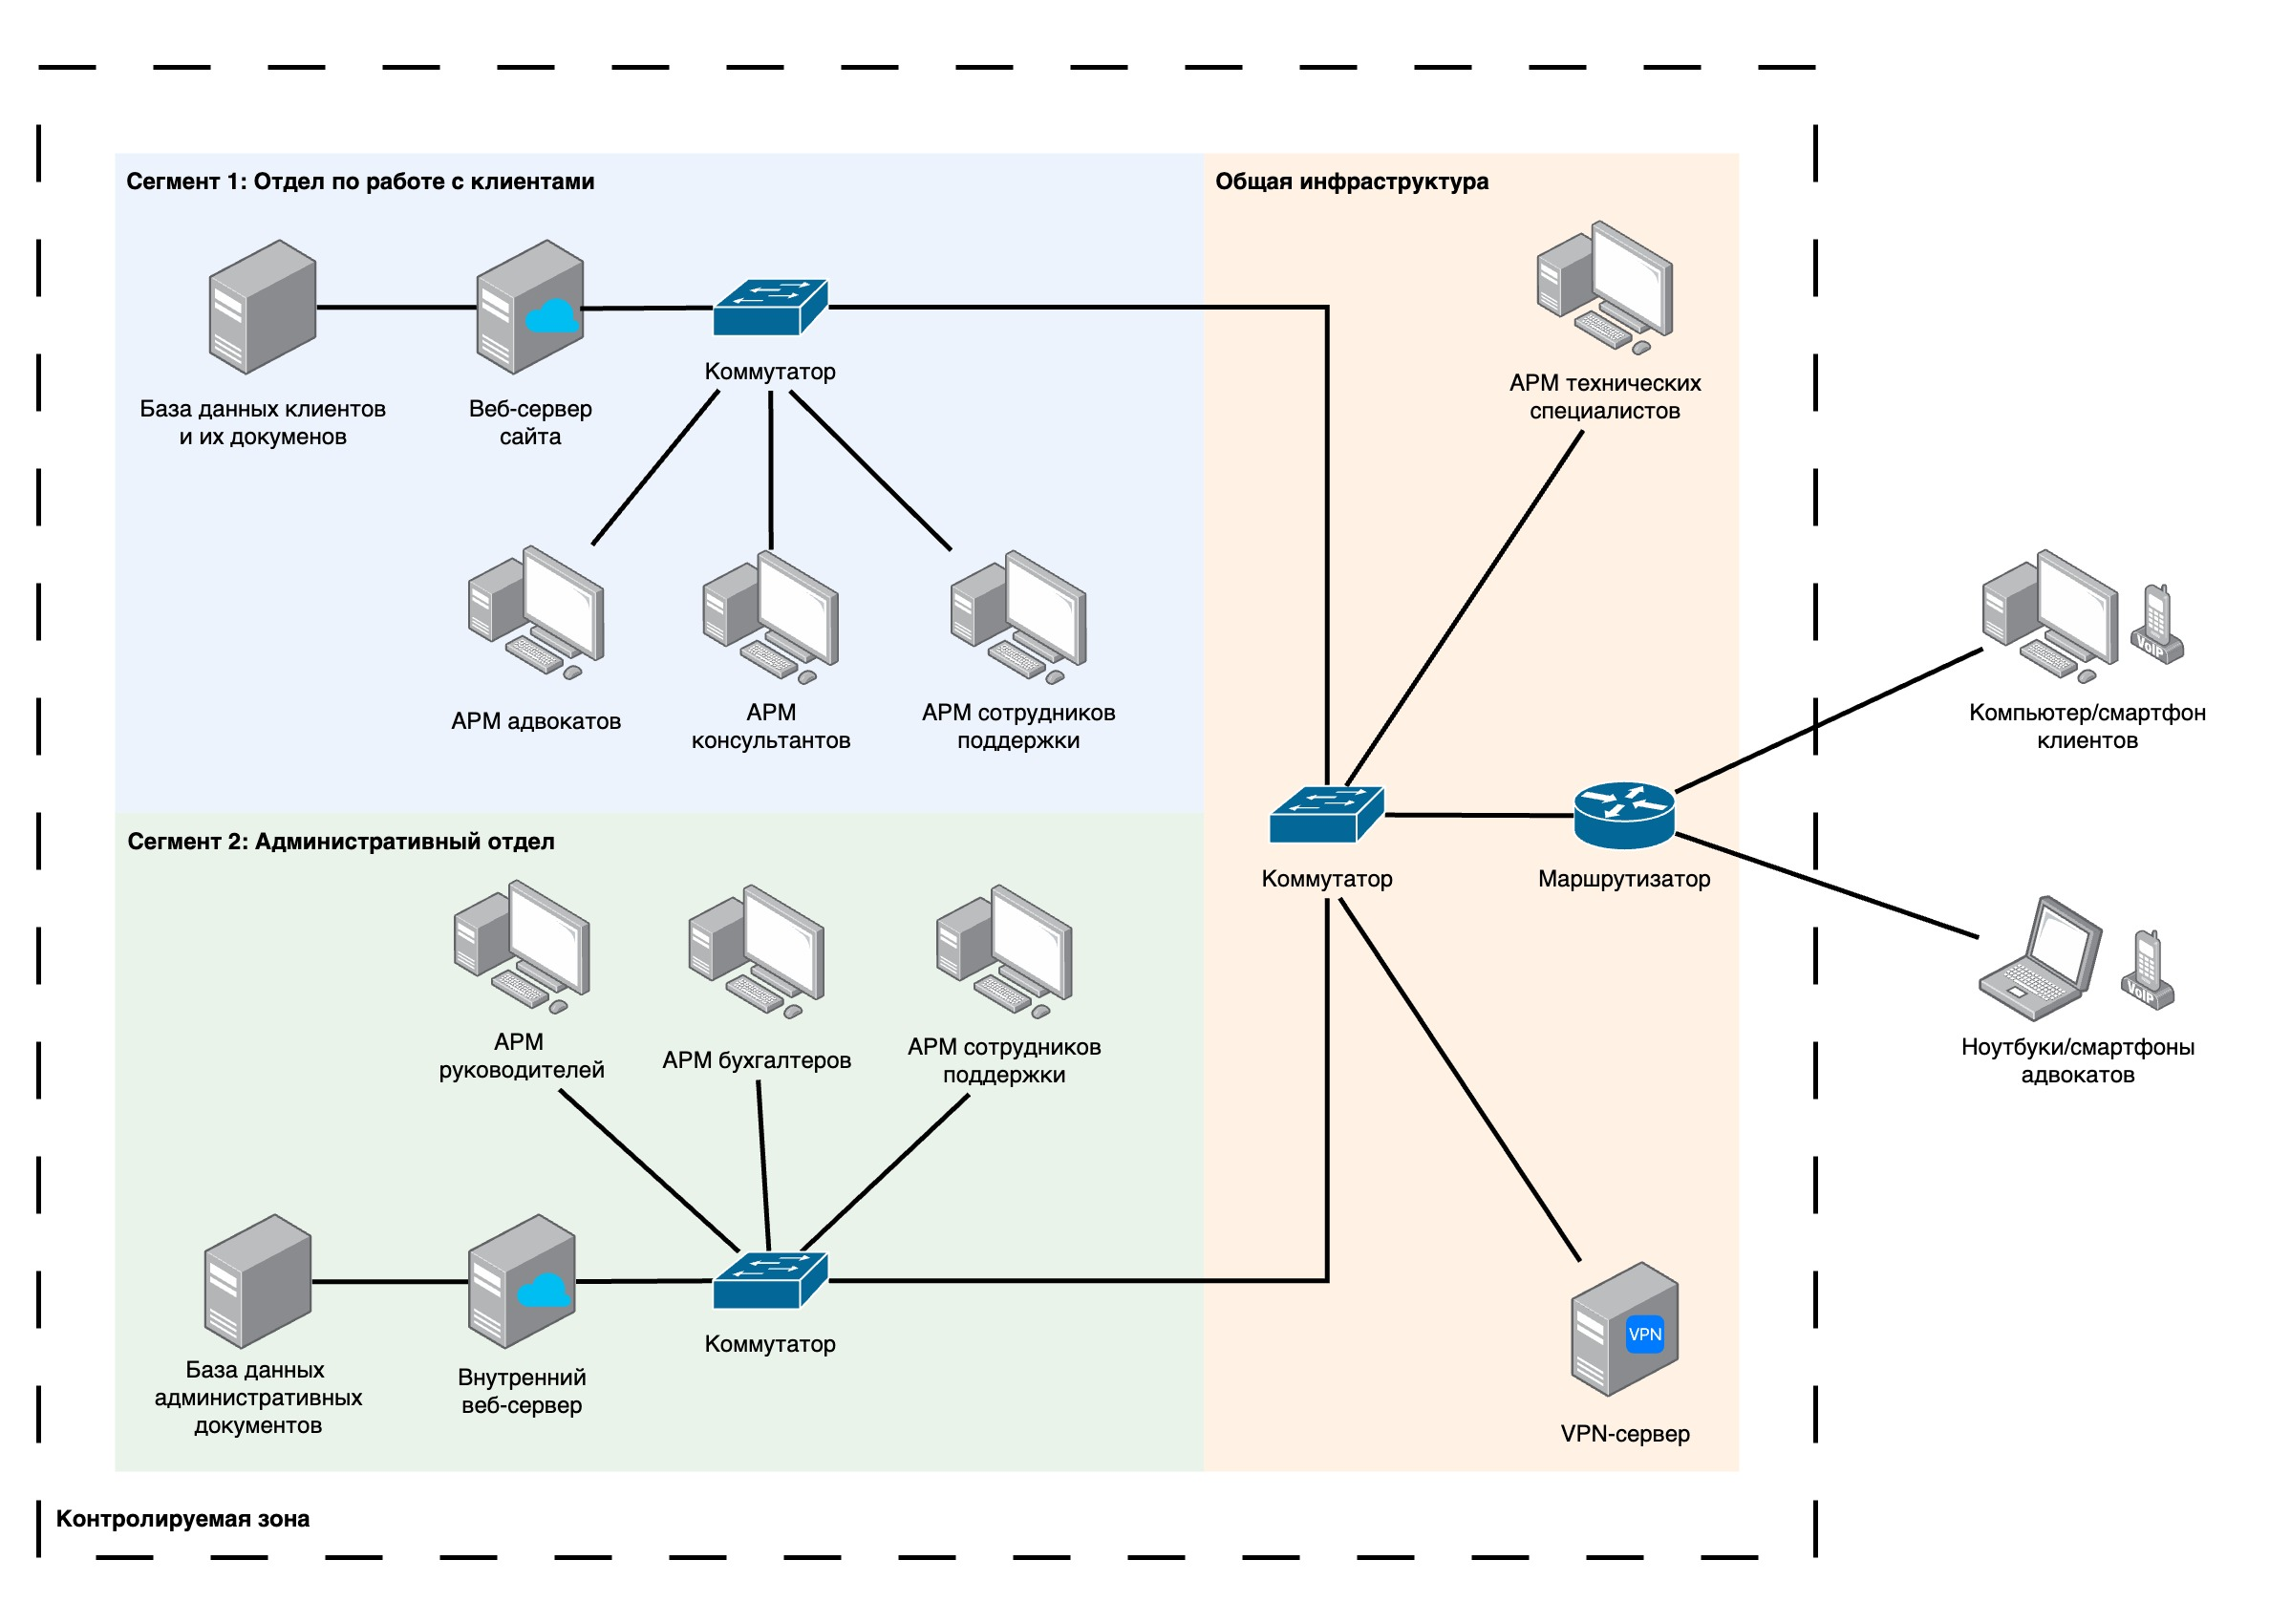 Сегмент 1: Отдел по работе с клиентами
Общая инфраструктура
База данных клиентов
и их докуменов
Веб-сервер
сайта
Коммутатор
АРМ технических
специалистов
АРМ адвокатов
АРМ
консультантов
АРМ сотрудников
поддержки
VoIP
Компьютер/смартфон
клиентов
Сегмент 2: Административный отдел
Коммутатор
Маршрутизатор
VoIP
Ноутбуки/смартфоны
адвокатов
АРМ
руководителей
АРМ бухгалтеров
АРМ сотрудников
поддержки
База данных
административных
документов
Внутренний
веб-сервер
Коммутатор
VPN
VPN-сервер
Контролируемая зона